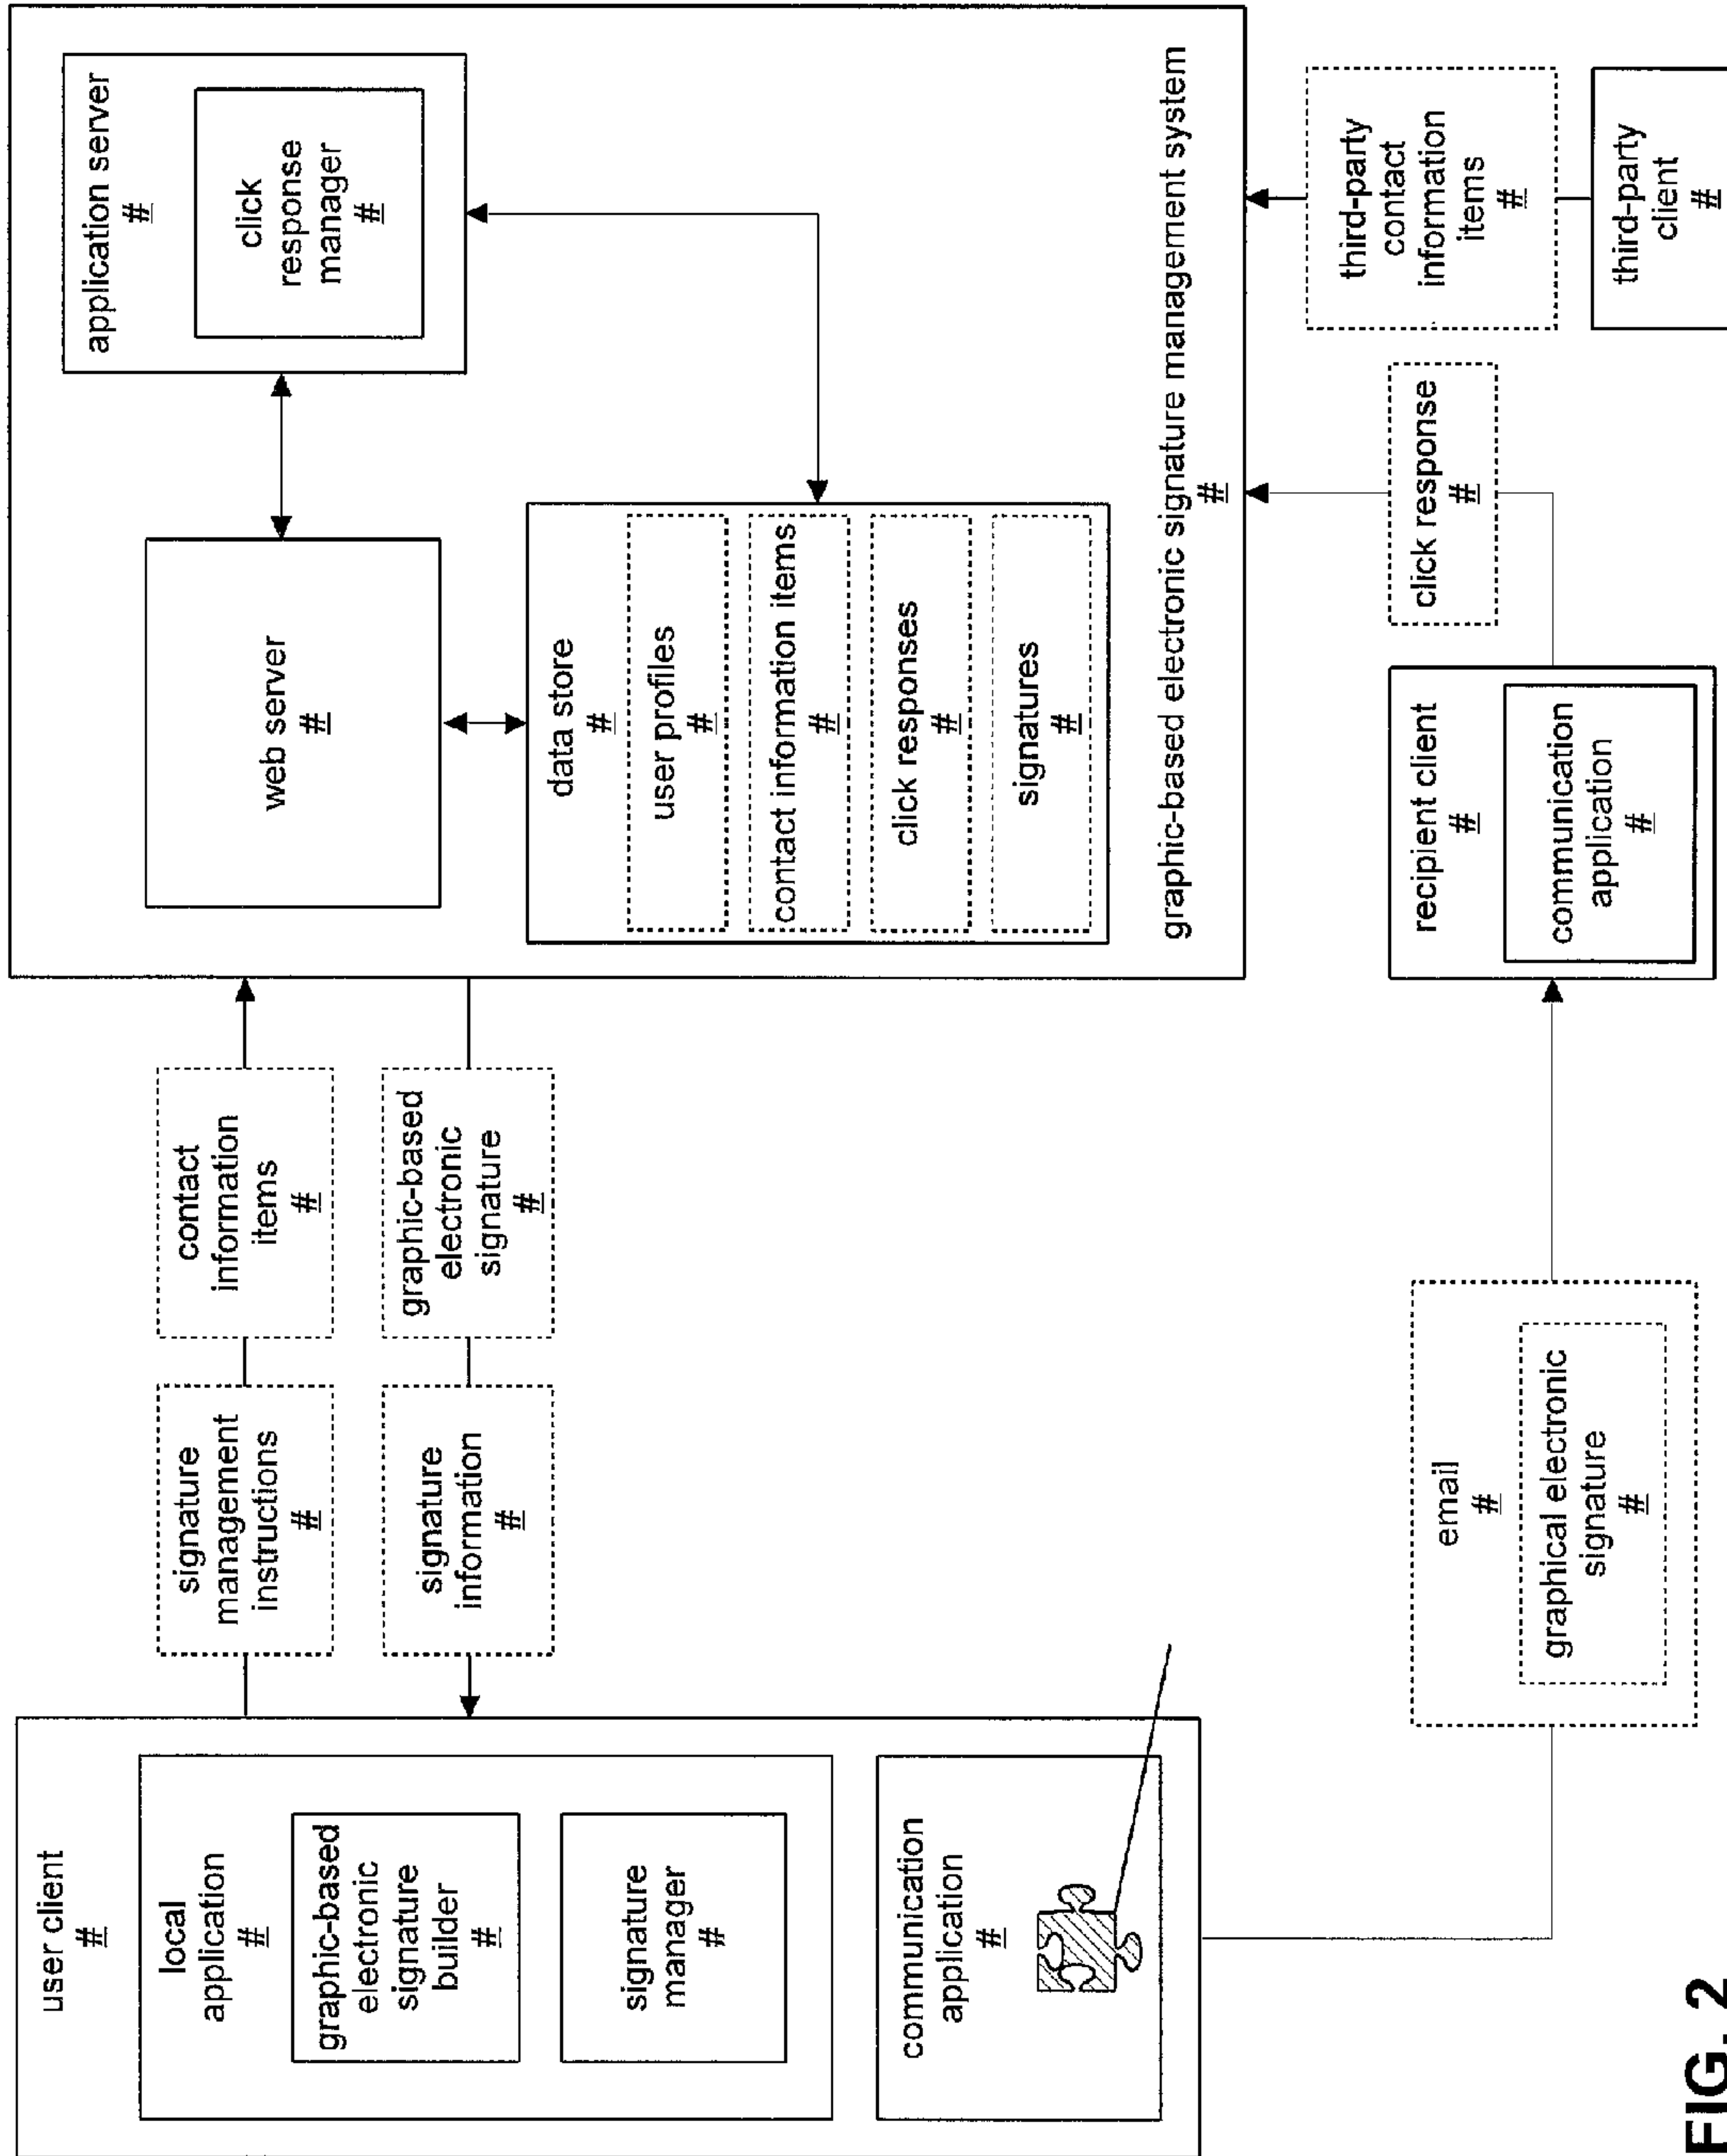 user client
#
local
application
#
graphic-based
electronic
signature
builder
#
signature
manager
#
communication
application
#
signature
management
instructions
#
contact
information
items
#
signature
information
#
graphic-based
electronic
signature
#
web server
#
application server
#
click
response
manager
#
data store
#
user profiles
#
contact information items
#
click responses
#
signatures
#
graphic-based electronic signature management system
#
email
#
graphical electronic
signature
#
recipient client
#
communication
application
#
click response
#
third-party
contact
information
items
#
third-party
client
#
FIG. 2